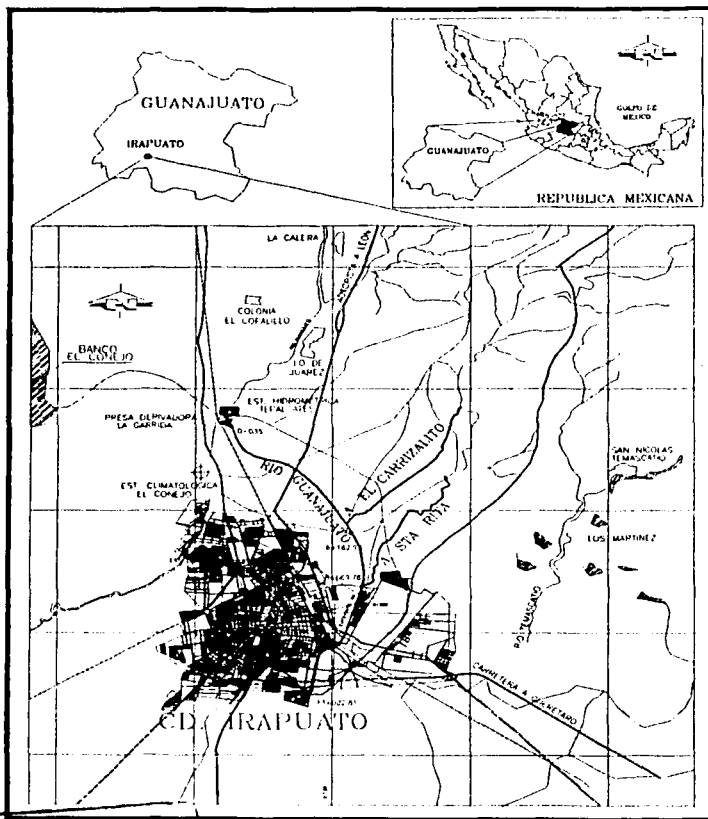 GUANAJUATO
IRAPUATO
GOLFO DE
MEXICO
GUANAJUATO
REPUBLICA MEXICANA
LA CALERA
COLONIA
EL COPALILLO
LO DE
JUAREZ
BANCO
EL CONEJO
EST. HIDROMETRICA
PRESA DERIVADORA
LA GARRIDA
RIO GUANAJUATO
A. EL CARRIZALITO
A. STA RITA
SAN NICOLAS
TEMASCATIO
EST. CLIMATOLOGICA
EL CONEJO
LOS MARTINEZ
CARRETERA A QUERETARO
CD. IRAPUATO